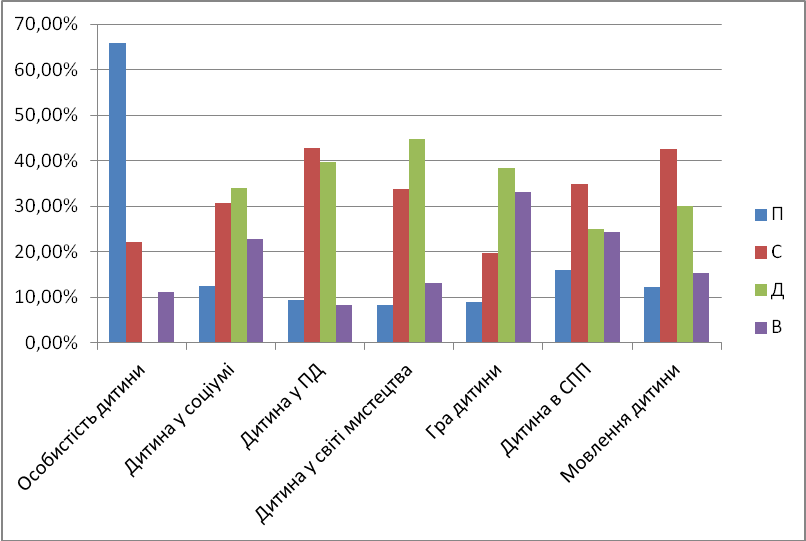 70,00%
60,00%
50,00%
40,00%
30,00%
20,00%
10,00%
0,00%
Особистість дитини
Дитина у соціумі
Дитина у ПД
Дитина у світі мистецтва
Гра дитини
Дитина в СПП
Мовлення дитини
П
С
Д
В